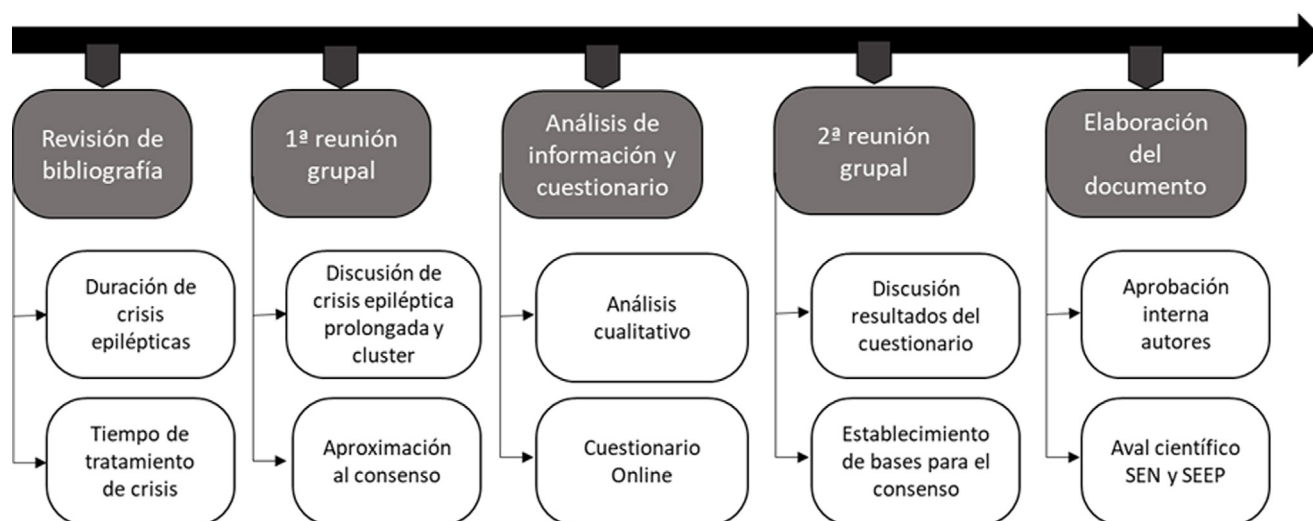 Revisión de
bibliografía
1ª reunión
grupal
Análisis de
información y
cuestionario
2ª reunión
grupal
Elaboración
del
documento
Duración de
crisis
epilépticas
Discusión de
crisis epiléptica
prolongada y
cluster
Análisis
cualitativo
Discusión
resultados del
cuestionario
Aprobación
interna
autores
Tiempo de
tratamiento
de crisis
Aproximación
al consenso
Cuestionario
Online
Establecimiento
de bases para el
consenso
Aval científico
SEN y SEEP